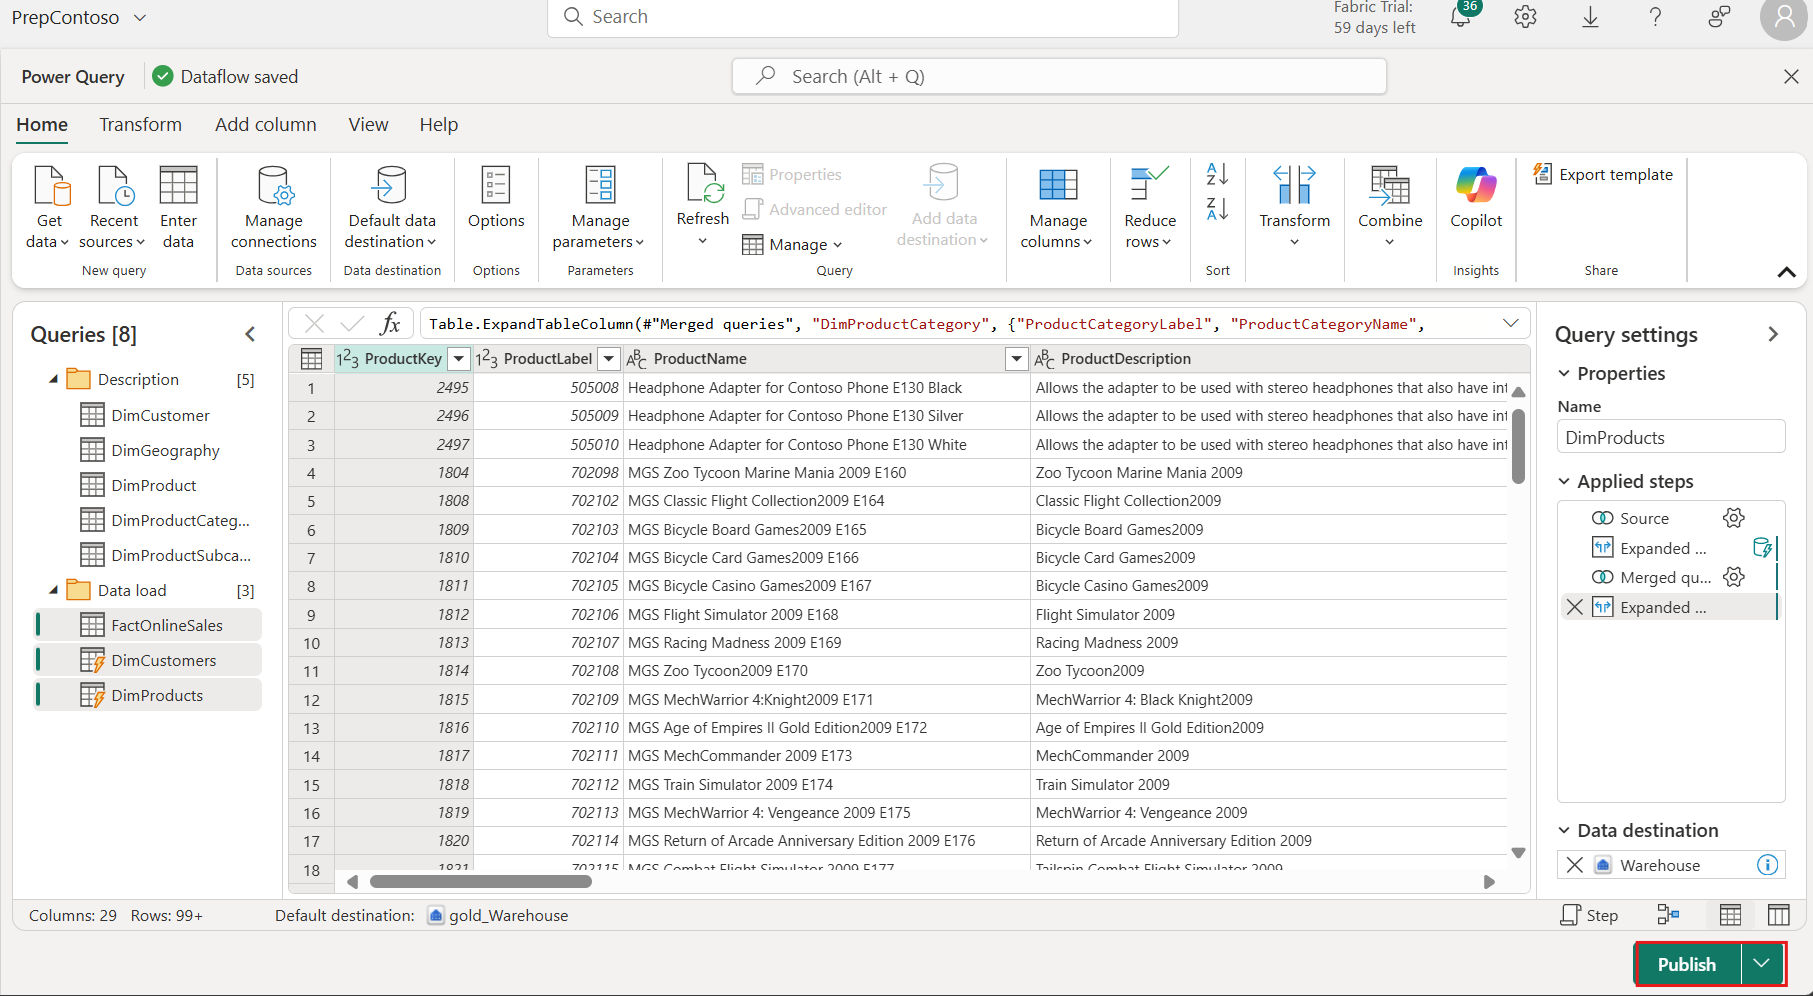 PrepContoso
Search
Fabric Trial:
59 days left
36
Power Query
Dataflow saved
Search (Alt + Q)
Home Transform Add column View Help
Get data
Recent sources
Enter data
New query
Manage connections
Data sources
Default data destination
Data destination
Options
Options
Manage parameters
Parameters
Refresh
Properties
Advanced editor
Manage
Add data destination
Query
Manage columns
Reduce rows
Sort
Transform
Combine
Copilot
Insights
Export template
Share
Queries [8]
Description [5]
DimCustomer
DimGeography
DimProduct
DimProductCateg...
DimProductSubca...
Data load [3]
FactOnlineSales
DimCustomers
DimProducts
fx Table.ExpandTableColumn(#"Merged queries", "DimProductCategory", {"ProductCategoryLabel", "ProductCategoryName",
ProductKey ProductLabel ProductName ProductDescription
1 2495 505008 Headphone Adapter for Contoso Phone E130 Black Allows the adapter to be used with stereo headphones that also have int
2 2496 505009 Headphone Adapter for Contoso Phone E130 Silver Allows the adapter to be used with stereo headphones that also have int
3 2497 505010 Headphone Adapter for Contoso Phone E130 White Allows the adapter to be used with stereo headphones that also have int
4 1804 702098 MGS Zoo Tycoon Marine Mania 2009 E160 Zoo Tycoon Marine Mania 2009
5 1808 702102 MGS Classic Flight Collection2009 E164 Classic Flight Collection2009
6 1809 702103 MGS Bicycle Board Games2009 E165 Bicycle Board Games2009
7 1810 702104 MGS Bicycle Card Games2009 E166 Bicycle Card Games2009
8 1811 702105 MGS Bicycle Casino Games2009 E167 Bicycle Casino Games2009
9 1812 702106 MGS Flight Simulator 2009 E168 Flight Simulator 2009
10 1813 702107 MGS Racing Madness 2009 E169 Racing Madness 2009
11 1814 702108 MGS Zoo Tycoon2009 E170 Zoo Tycoon2009
12 1815 702109 MGS MechWarrior 4:Knight2009 E171 MechWarrior 4: Black Knight2009
13 1816 702110 MGS Age of Empires II Gold Edition2009 E172 Age of Empires II Gold Edition2009
14 1817 702111 MGS MechCommander 2009 E173 MechCommander 2009
15 1818 702112 MGS Train Simulator 2009 E174 Train Simulator 2009
16 1819 702113 MGS MechWarrior 4: Vengeance 2009 E175 MechWarrior 4: Vengeance 2009
17 1820 702114 MGS Return of Arcade Anniversary Edition 2009 E176 Return of Arcade Anniversary Edition 2009
18 1821 702115 MGS Combat Flight Simulator 2009 E177 Tailspin Combat Flight Simulator 2009
Query settings
Properties
Name
DimProducts
Applied steps
Source
Expanded ...
Merged qu...
Expanded ...
Data destination
Warehouse
Columns: 29 Rows: 99+
Default destination: gold_Warehouse
Step
Publish